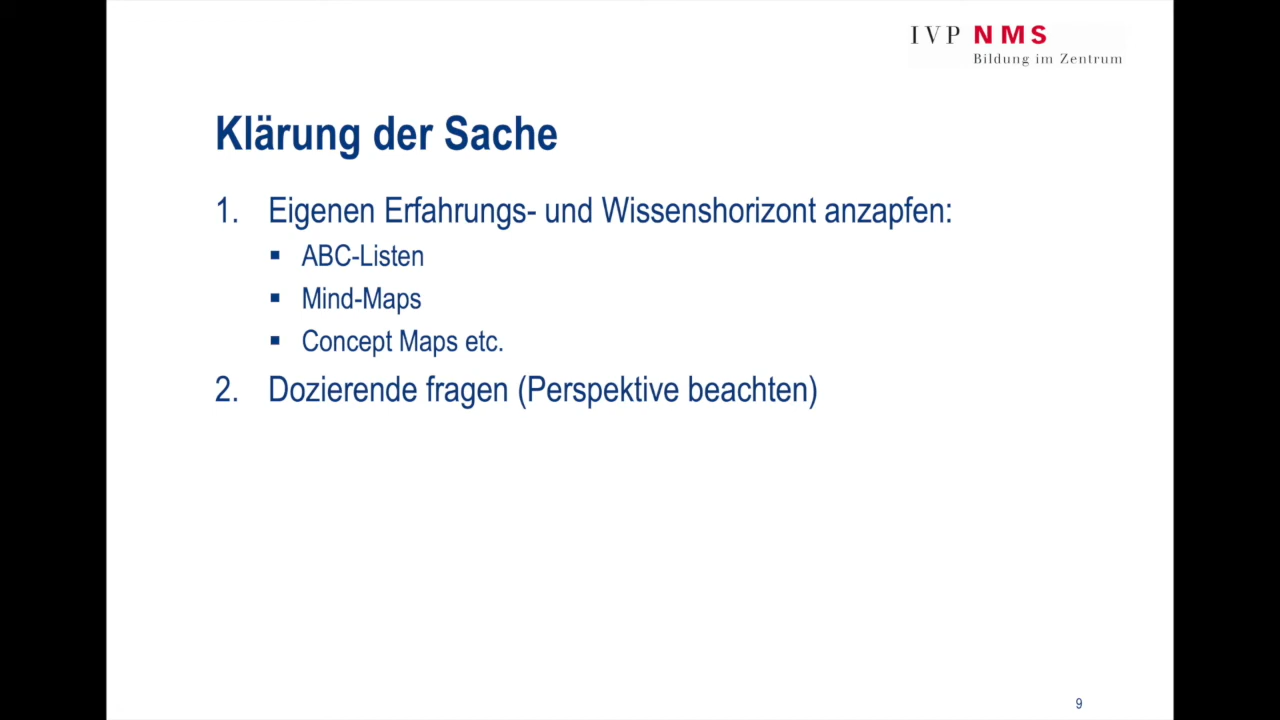 IVP NMS
Bildung im Zentrum
Klärung der Sache
1. Eigenen Erfahrungs- und Wissenshorizont anzapfen:
▪ ABC-Listen
▪ Mind-Maps
▪ Concept Maps etc.
2. Dozierende fragen (Perspektive beachten)
9